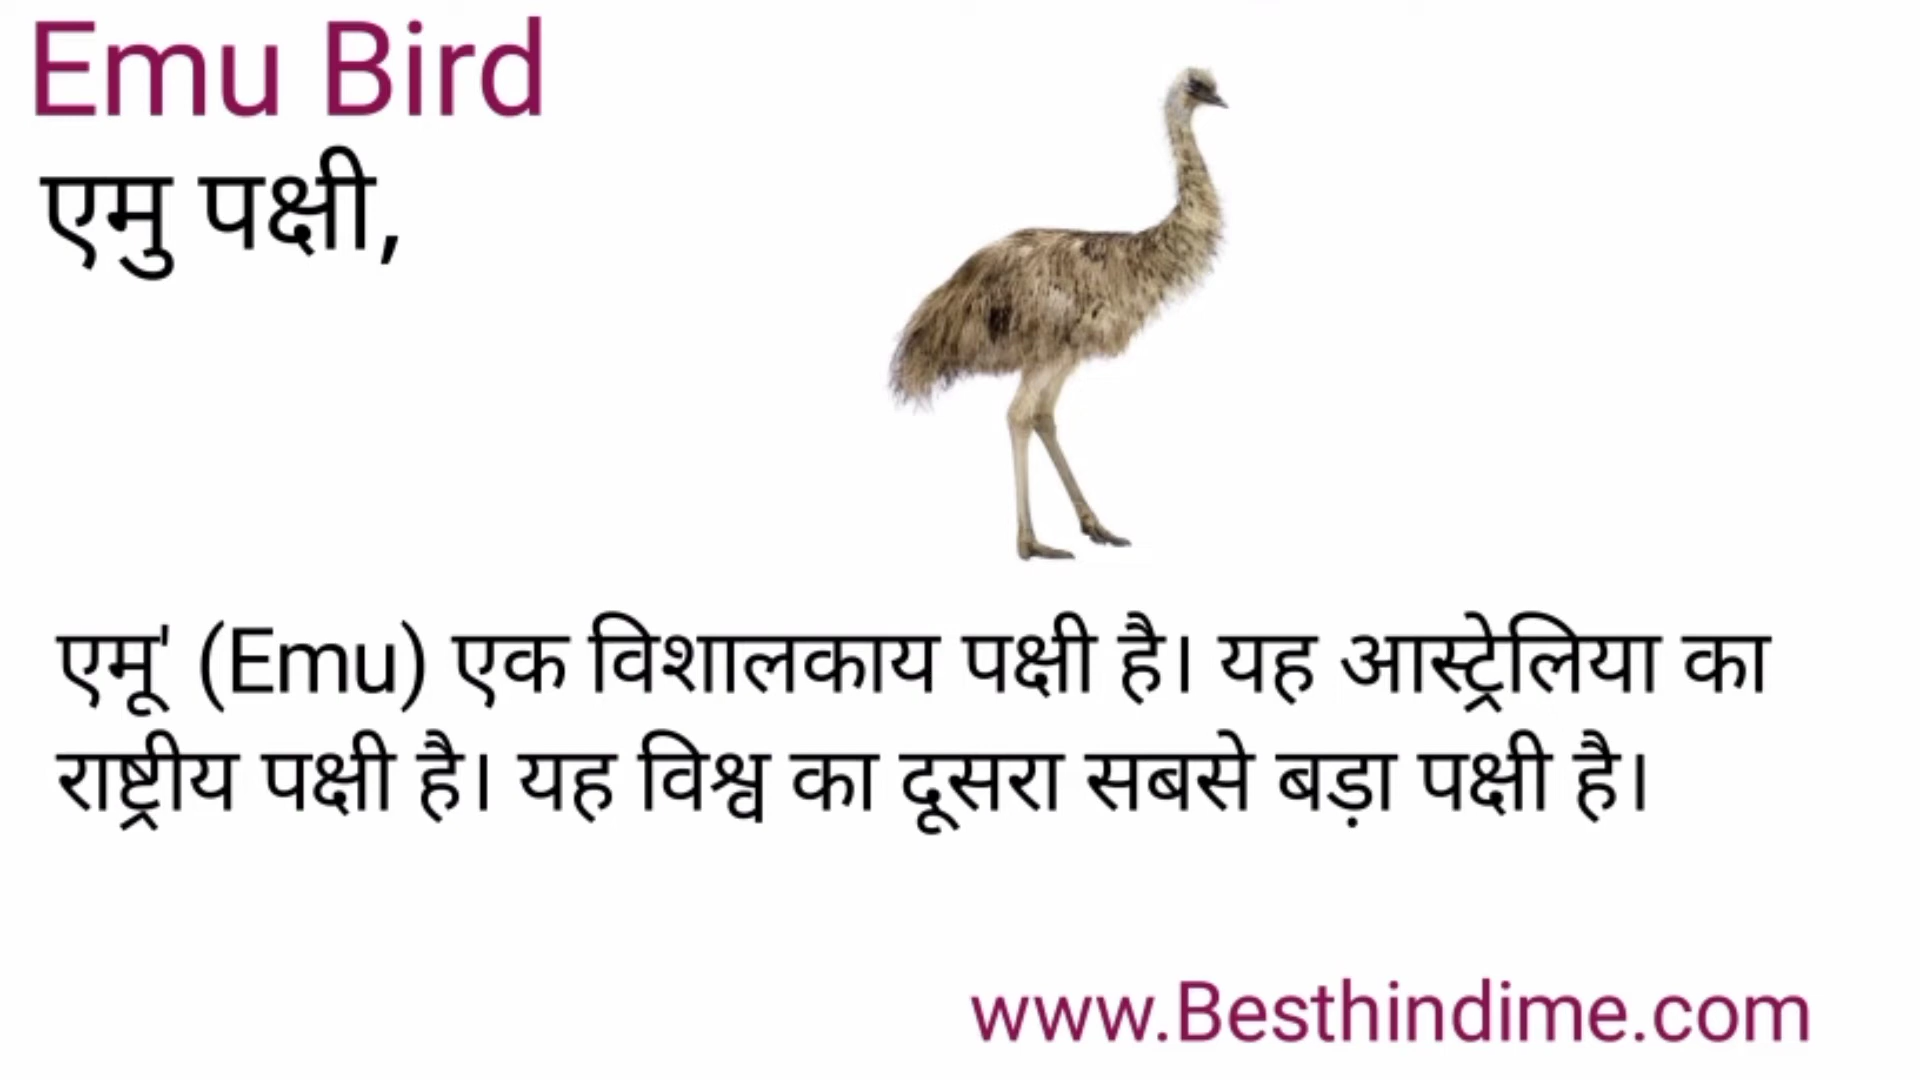 Emu Bird
एमु पक्षी,
एमू' (Emu) एक विशालकाय पक्षी है। यह आस्ट्रेलिया का
राष्ट्रीय पक्षी है। यह विश्व का दूसरा सबसे बड़ा पक्षी है।
www.Besthindime.com